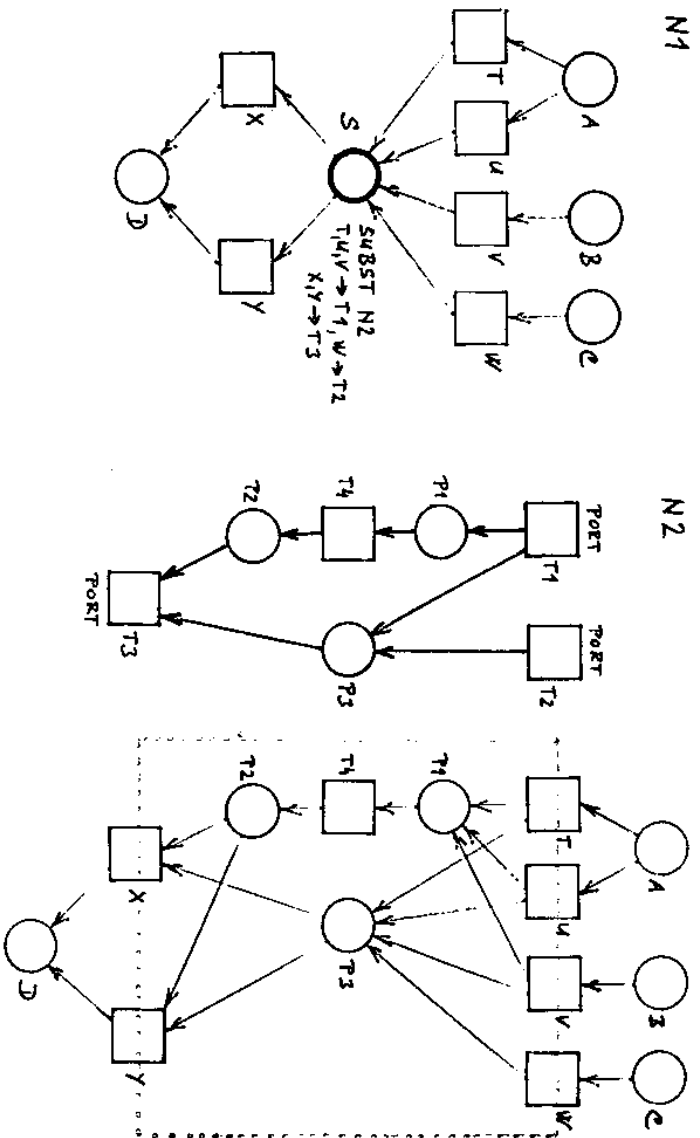 N1
A
B
C
T
U
V
W
S
SUBST N2
T,U,V→T1, W→T2
X,Y→T3
X
Y
D
N2
PORT
T1
PORT
T2
P1
T4
P3
P2
T3
PORT
A
B
C
T
U
V
W
P1
T4
P3
P2
X
Y
D